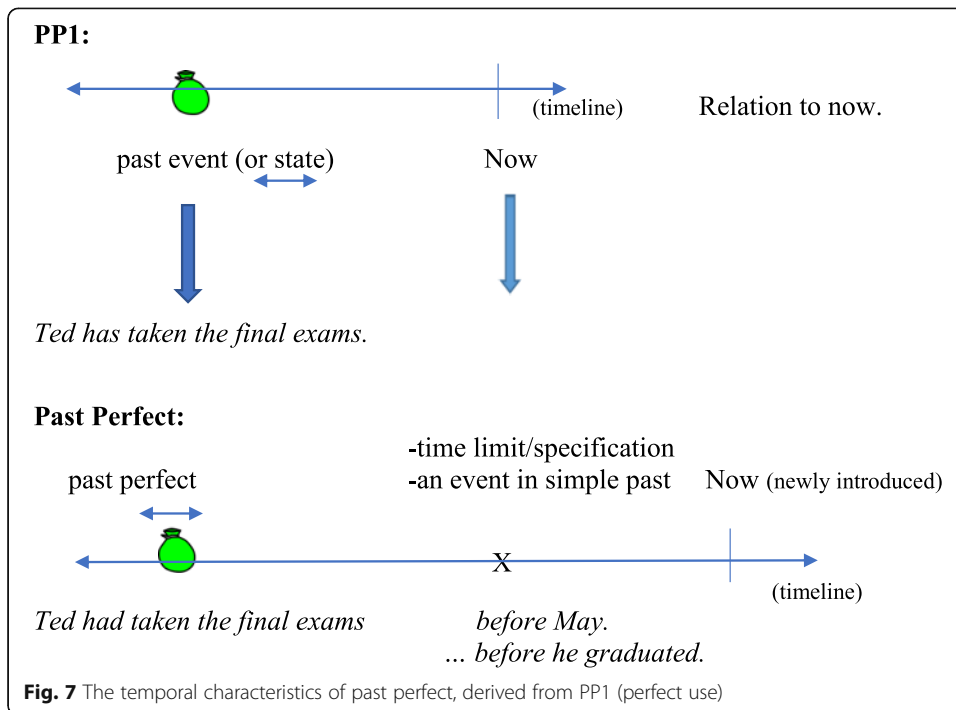 PP1:
(timeline)
Relation to now.
past event (or state)
Now
Ted has taken the final exams.
Past Perfect:
-time limit/specification
past perfect
-an event in simple past
Now (newly introduced)
X
(timeline)
Ted had taken the final exams
before May.
... before he graduated.
Fig. 7 The temporal characteristics of past perfect, derived from PP1 (perfect use)